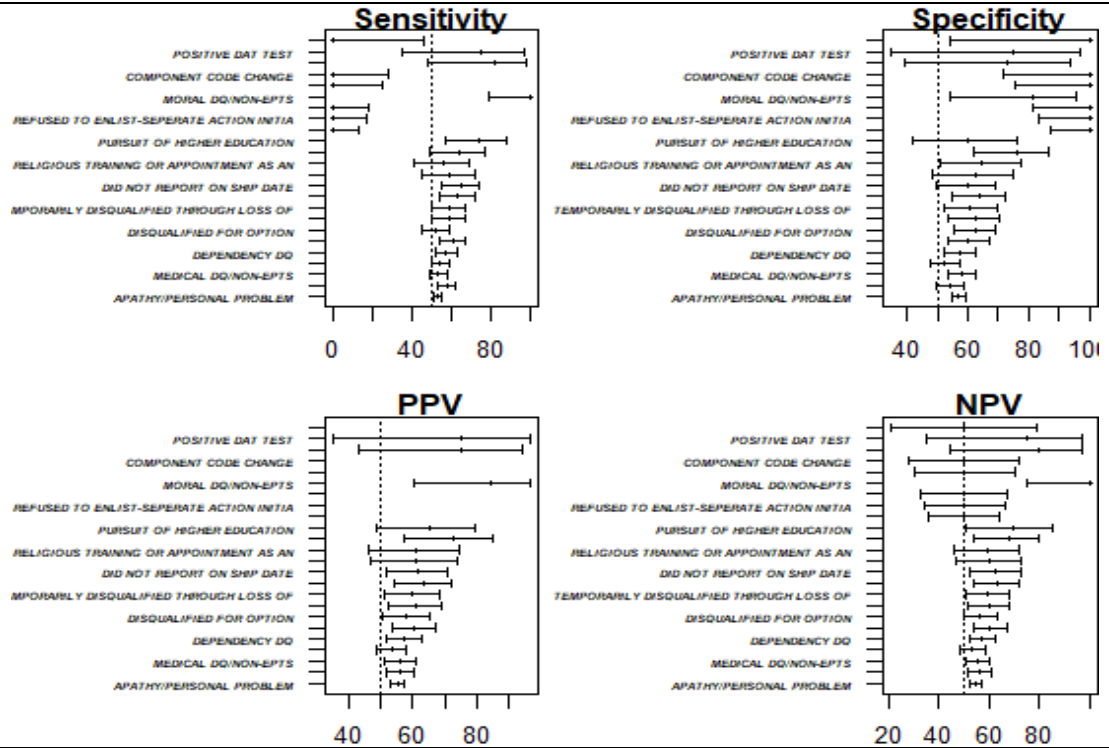 Sensitivity
POSITIVE DAT TEST
COMPONENT CODE CHANGE
MORAL DQ/NON-EPTS
REFUSED TO ENLIST-SEPERATE ACTION INITIA
PURSUIT OF HIGHER EDUCATION
RELIGIOUS TRAINING OR APPOINTMENT AS AN
DID NOT REPORT ON SHIP DATE
MPORARILY DISQUALIFIED THROUGH LOSS OF
DISQUALIFIED FOR OPTION
DEPENDENCY DQ
MEDICAL DQ/NON-EPTS
APATHY/PERSONAL PROBLEM
0 40 80
Specificity
POSITIVE DAT TEST
COMPONENT CODE CHANGE
MORAL DQ/NON-EPTS
REFUSED TO ENLIST-SEPERATE ACTION INITIA
PURSUIT OF HIGHER EDUCATION
RELIGIOUS TRAINING OR APPOINTMENT AS AN
DID NOT REPORT ON SHIP DATE
TEMPORARILY DISQUALIFIED THROUGH LOSS OF
DISQUALIFIED FOR OPTION
DEPENDENCY DQ
MEDICAL DQ/NON-EPTS
APATHY/PERSONAL PROBLEM
40 60 80 100
PPV
POSITIVE DAT TEST
COMPONENT CODE CHANGE
MORAL DQ/NON-EPTS
REFUSED TO ENLIST-SEPERATE ACTION INITIA
PURSUIT OF HIGHER EDUCATION
RELIGIOUS TRAINING OR APPOINTMENT AS AN
DID NOT REPORT ON SHIP DATE
MPORARILY DISQUALIFIED THROUGH LOSS OF
DISQUALIFIED FOR OPTION
DEPENDENCY DQ
MEDICAL DQ/NON-EPTS
APATHY/PERSONAL PROBLEM
40 60 80
NPV
POSITIVE DAT TEST
COMPONENT CODE CHANGE
MORAL DQ/NON-EPTS
REFUSED TO ENLIST-SEPERATE ACTION INITIA
PURSUIT OF HIGHER EDUCATION
RELIGIOUS TRAINING OR APPOINTMENT AS AN
DID NOT REPORT ON SHIP DATE
TEMPORARILY DISQUALIFIED THROUGH LOSS OF
DISQUALIFIED FOR OPTION
DEPENDENCY DQ
MEDICAL DQ/NON-EPTS
APATHY/PERSONAL PROBLEM
20 40 60 80